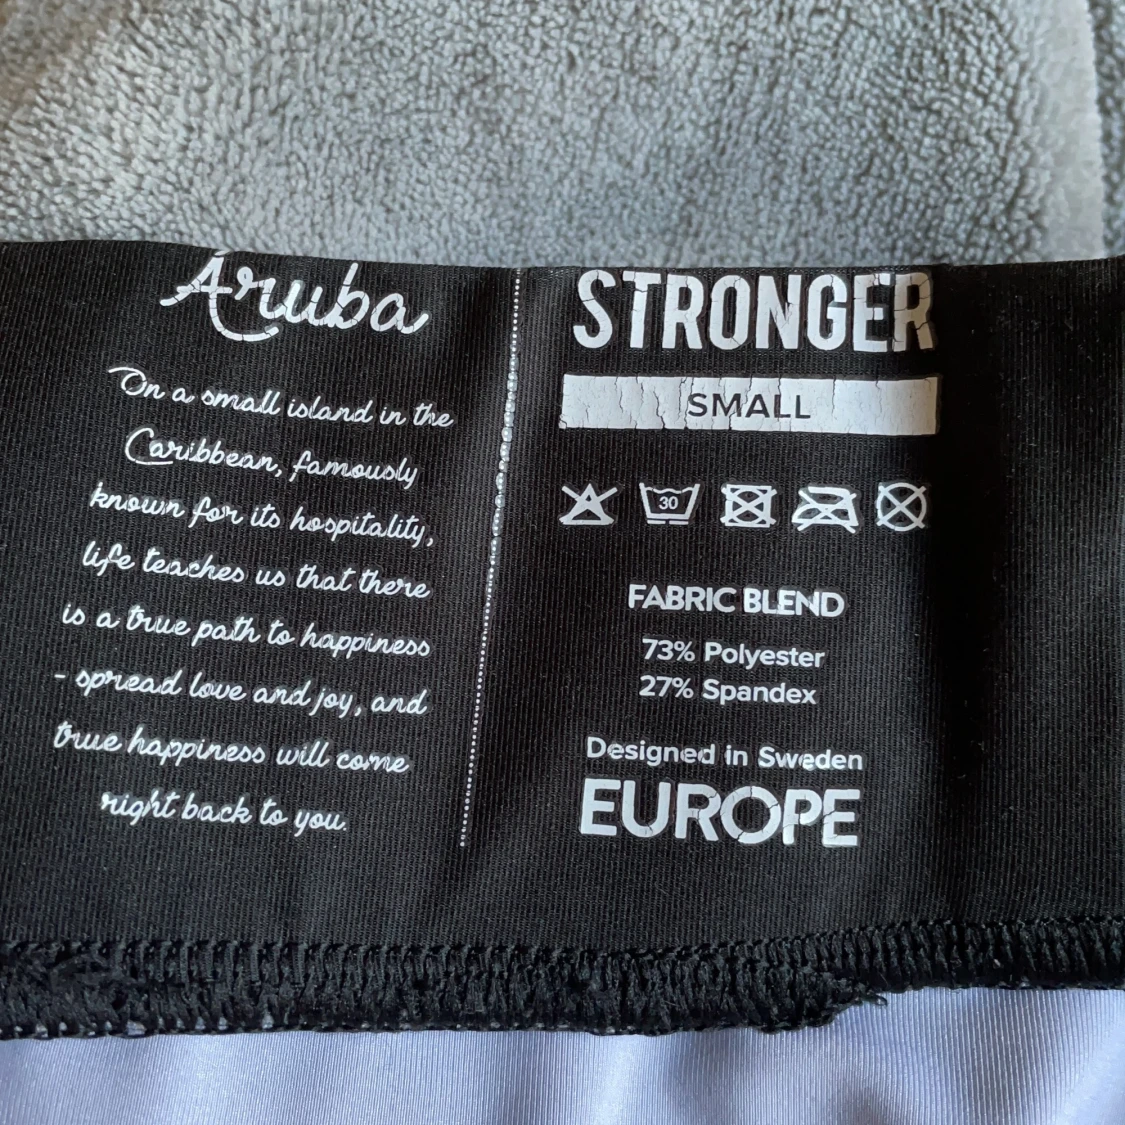 Aruba
On a small island in the
Caribbean, famously
known for its hospitality,
life teaches us that there
is a true path to happiness
- spread love and joy, and
true happiness will come
right back to you.
STRONGER
SMALL
30
FABRIC BLEND
73% Polyester
27% Spandex
Designed in Sweden
EUROPE